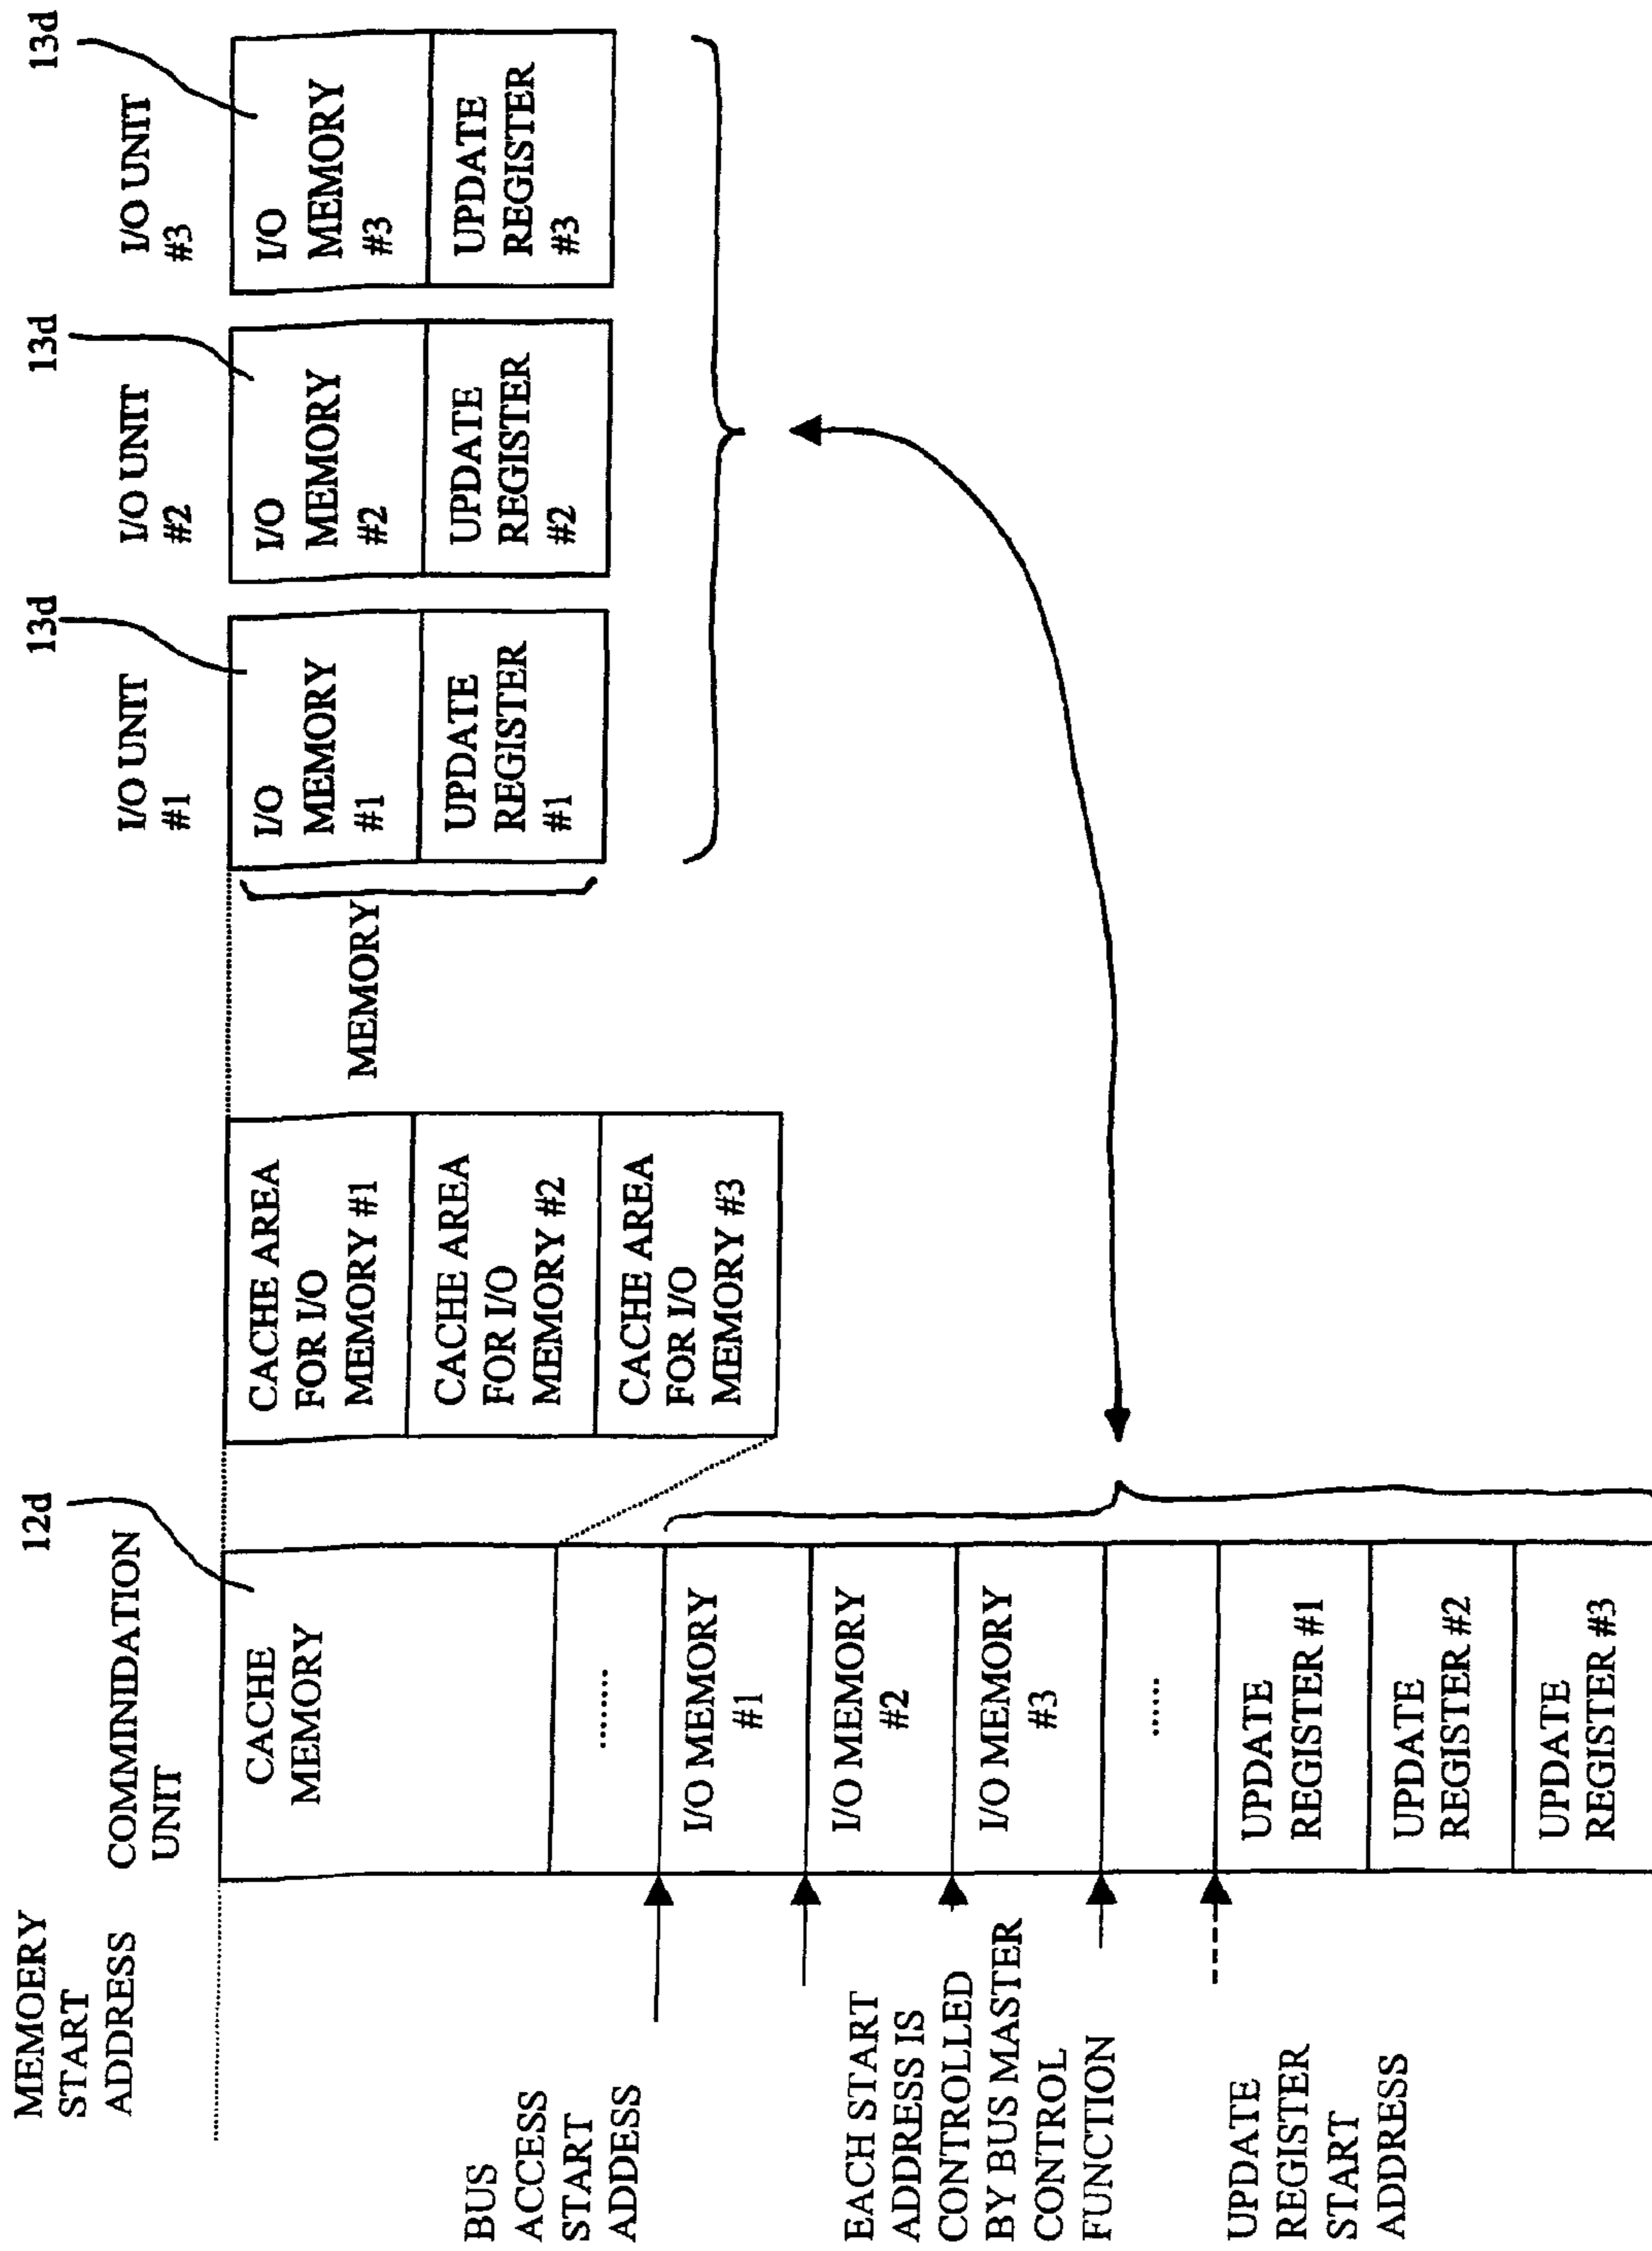 MEMOERY
START
ADDRESS
COMMINDATION
UNIT
12d
CACHE
MEMORY
........
I/O MEMORY
#1
I/O MEMORY
#2
I/O MEMORY
#3
......
UPDATE
REGISTER #1
UPDATE
REGISTER #2
UPDATE
REGISTER #3
BUS
ACCESS
START
ADDESS
EACH START
ADDRESS IS
CONTROLLED
BY BUS MASTER
CONTROL
FUNCTION
UPDATE
REGISTER
START
ADDRESS
CACHE AREA
FOR I/O
MEMORY #1
CACHE AREA
FOR I/O
MEMORY #2
CACHE AREA
FOR I/O
MEMORY #3
MEMORY
I/O UNIT
#1
13d
I/O
MEMORY
#1
UPDATE
REGISTER
#1
I/O UNIT
#2
13d
I/O
MEMORY
#2
UPDATE
REGISTER
#2
I/O UNIT
#3
13d
I/O
MEMORY
#3
UPDATE
REGISTER
#3